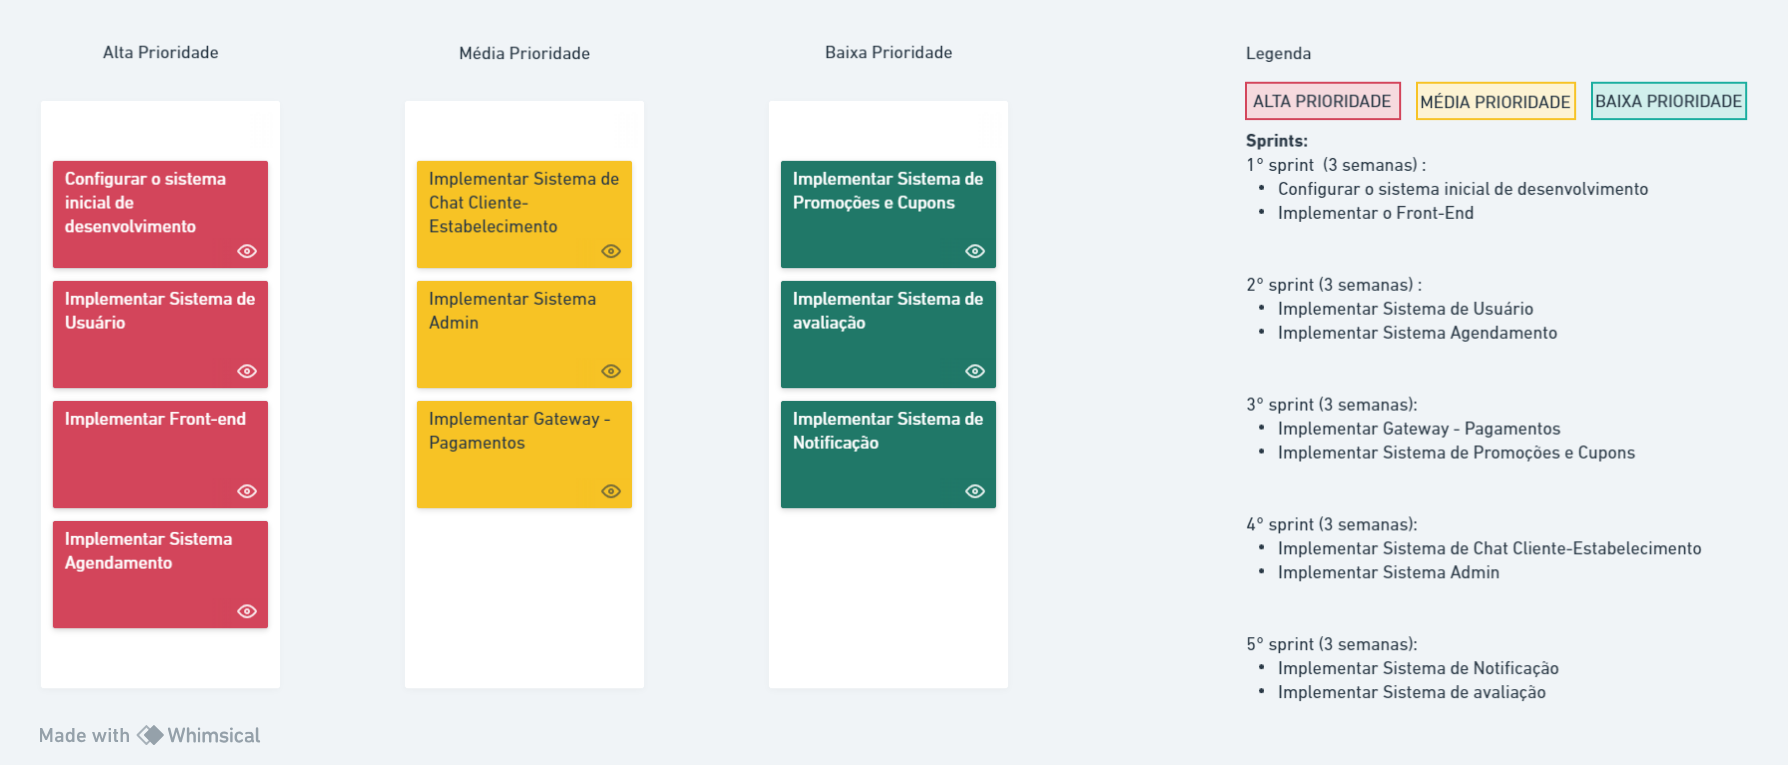 Alta Prioridade
Configurar o sistema
inicial de
desenvolvimento
Implementar Sistema de
Usuário
Implementar Front-end
Implementar Sistema
Agendamento
Média Prioridade
Implementar Sistema de
Chat Cliente-
Estabelecimento
Implementar Sistema
Admin
Implementar Gateway -
Pagamentos
Baixa Prioridade
Implementar Sistema de
Promoções e Cupons
Implementar Sistema de
avaliação
Implementar Sistema de
Notificação
Legenda
ALTA PRIORIDADE
MÉDIA PRIORIDADE
BAIXA PRIORIDADE
Sprints:
1° sprint (3 semanas) :
• Configurar o sistema inicial de desenvolvimento
• Implementar o Front-End
2° sprint (3 semanas) :
• Implementar Sistema de Usuário
• Implementar Sistema Agendamento
3° sprint (3 semanas):
• Implementar Gateway - Pagamentos
• Implementar Sistema de Promoções e Cupons
4° sprint (3 semanas):
• Implementar Sistema de Chat Cliente-Estabelecimento
• Implementar Sistema Admin
5° sprint (3 semanas):
• Implementar Sistema de Notificação
• Implementar Sistema de avaliação
Made with Whimsical